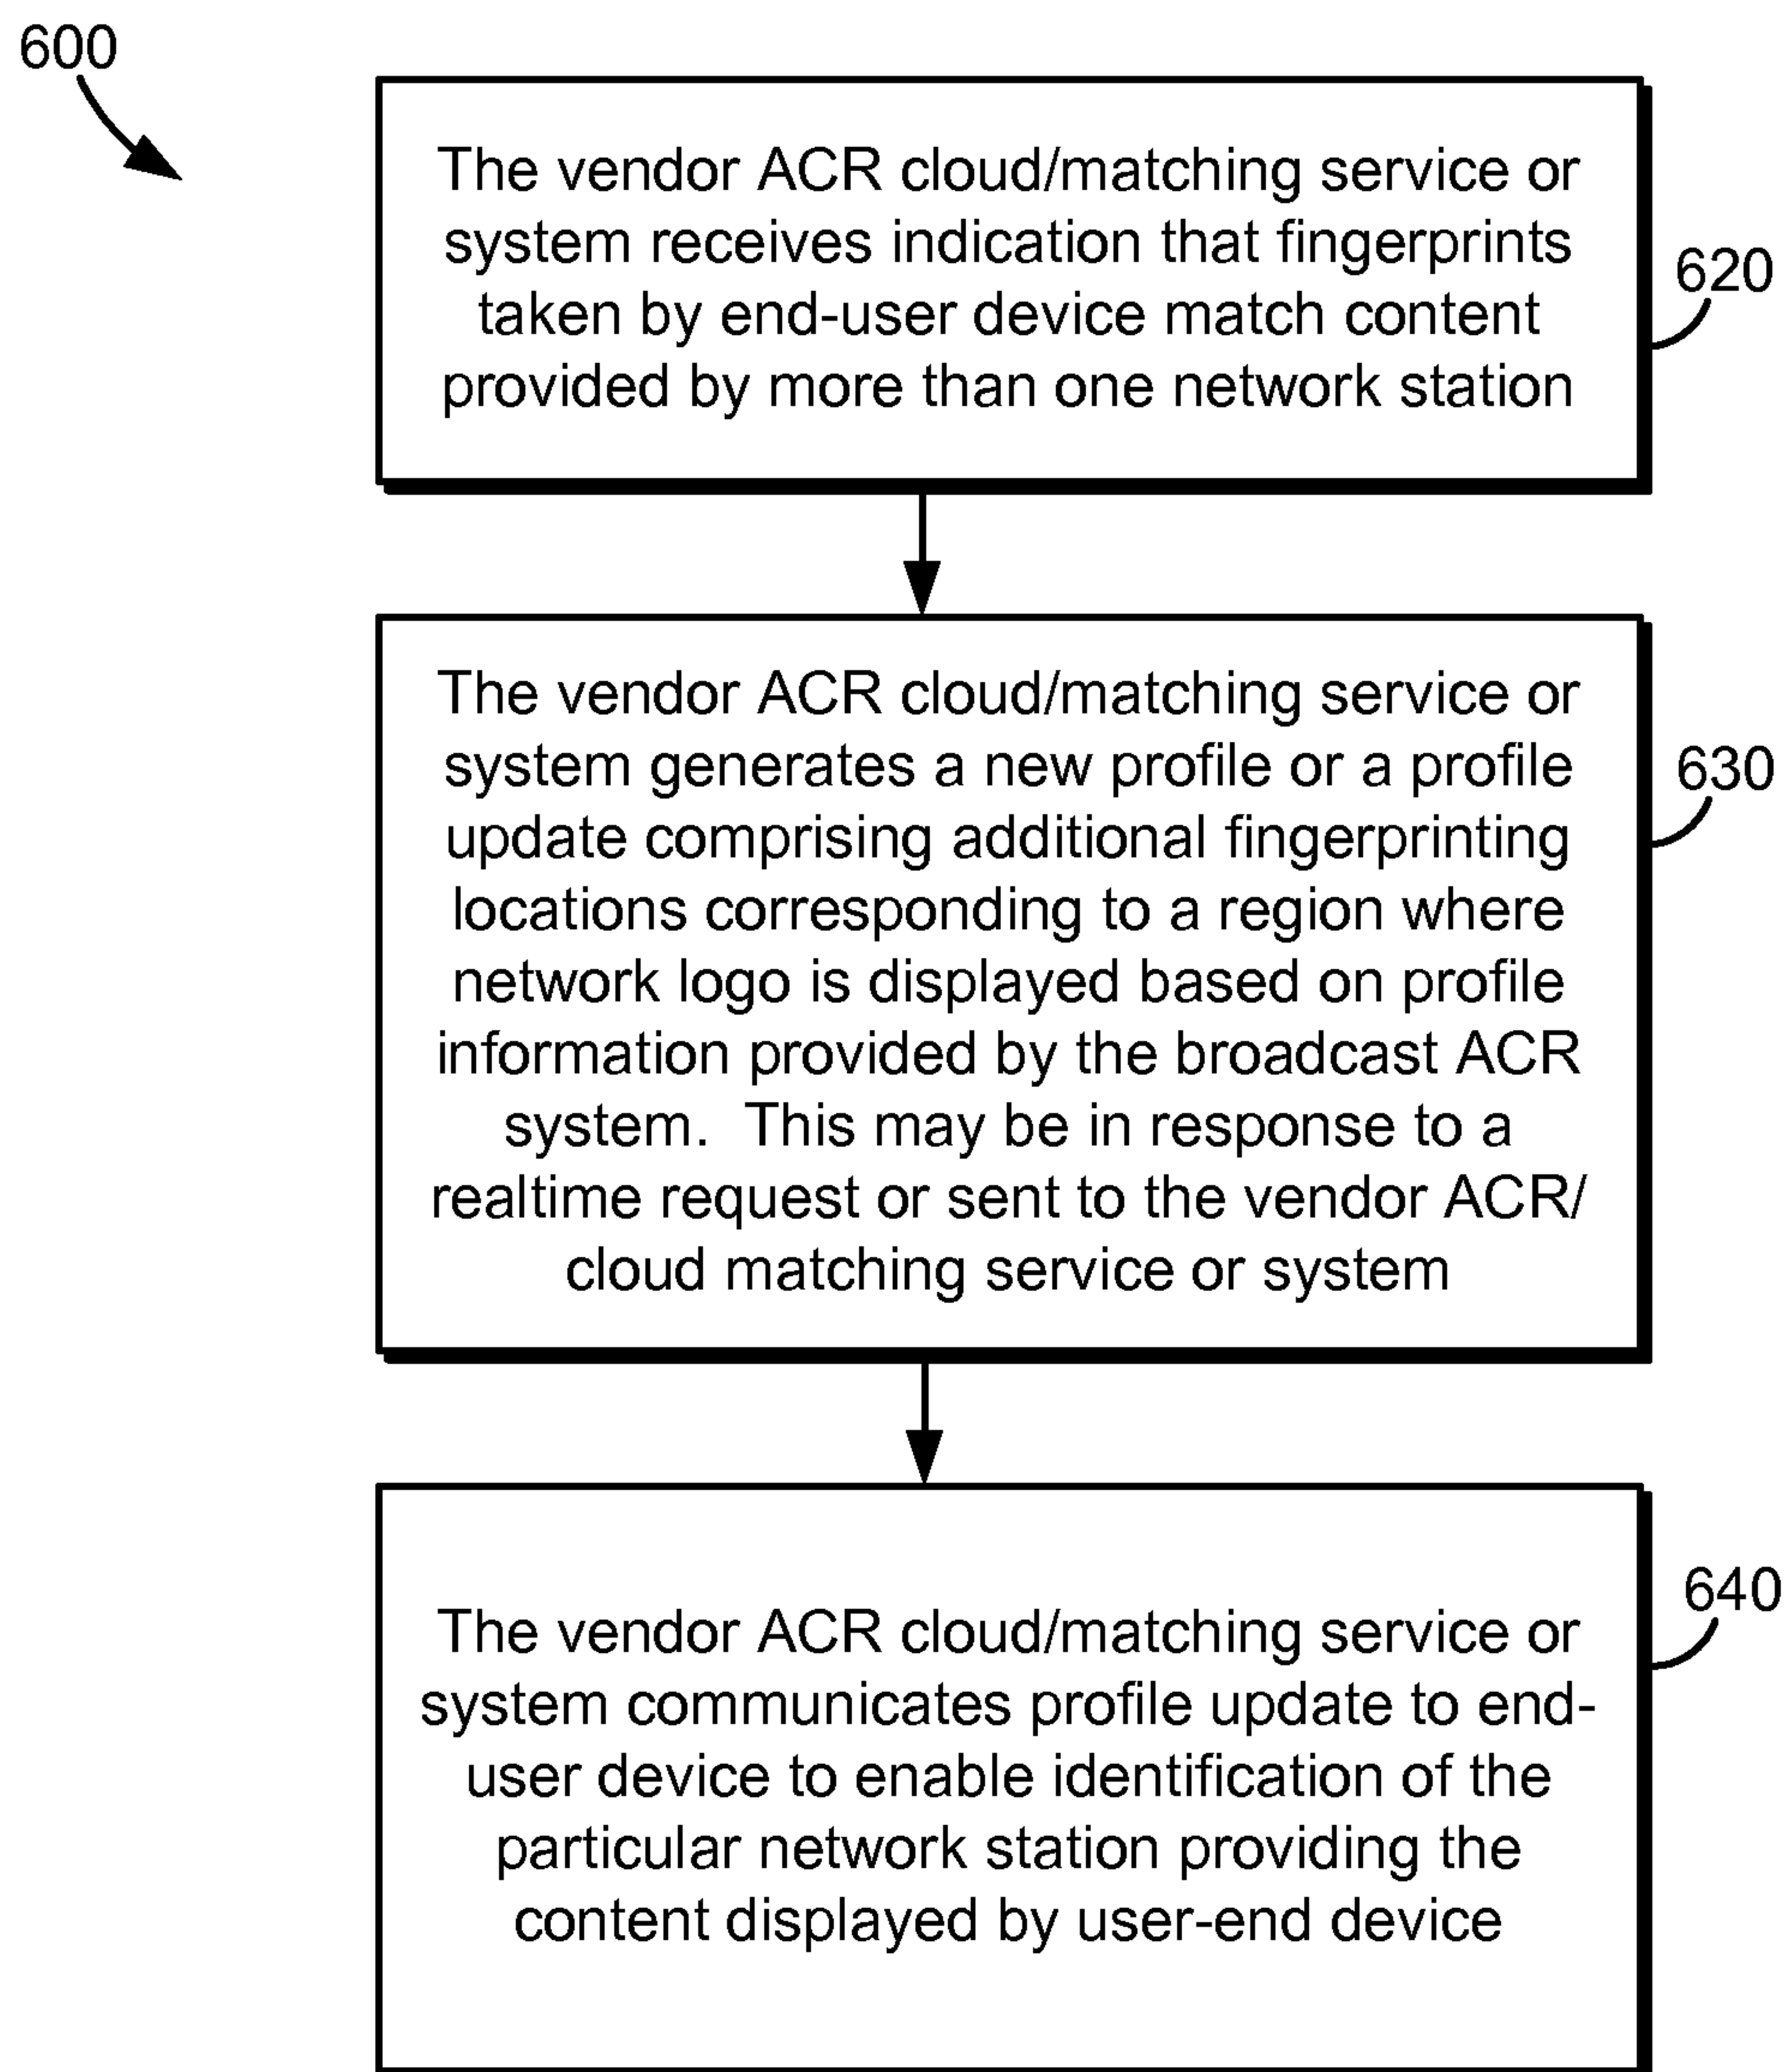 600
The vendor ACR cloud/matching service or
system receives indication that fingerprints
taken by end-user device match content
provided by more than one network station
620
The vendor ACR cloud/matching service or
system generates a new profile or a profile
update comprising additional fingerprinting
locations corresponding to a region where
network logo is displayed based on profile
information provided by the broadcast ACR
system.  This may be in response to a
realtime request or sent to the vendor ACR/
cloud matching service or system
630
The vendor ACR cloud/matching service or
system communicates profile update to end-
user device to enable identification of the
particular network station providing the
content displayed by user-end device
640